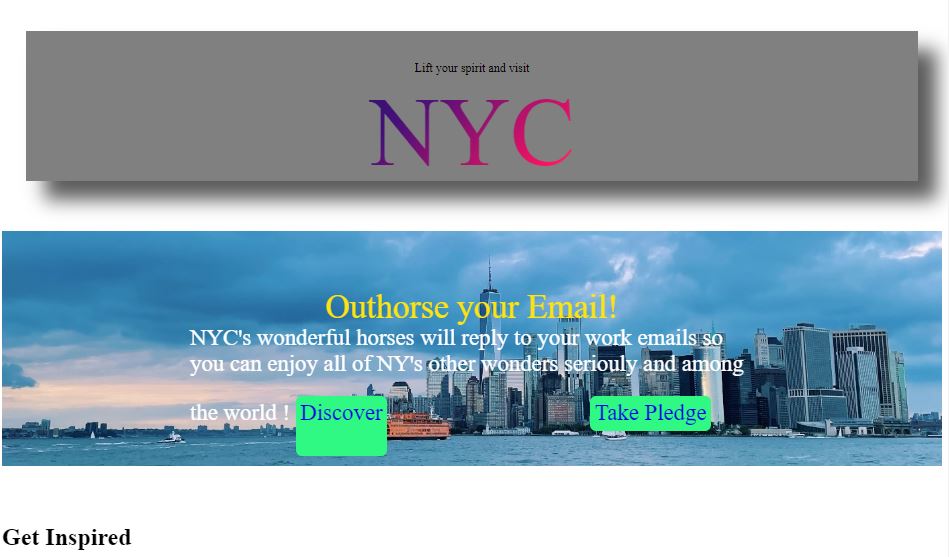 Lift your spirit and visit
NYC
Outhorse your Email!
NYC's wonderful horses will reply to your work emails so
you can enjoy all of NY's other wonders seriouly and among
the world ! Discover Take Pledge
Get Inspired